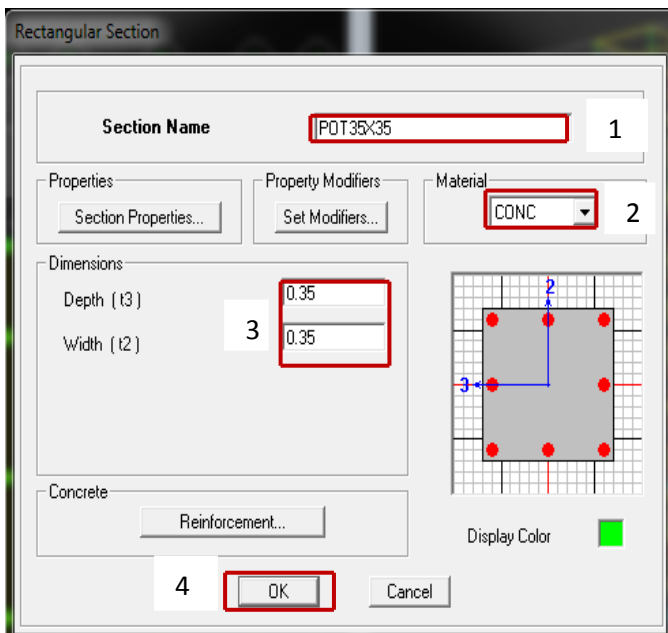 Rectangular Section
Section Name POT35X35 1
Properties Property Modifiers Material
Section Properties... Set Modifiers... CONC 2
Dimensions
Depth ( t3 ) 0.35
3
Width ( t2 ) 0.35
2
3
Concrete
Reinforcement...
Display Color
4 OK Cancel